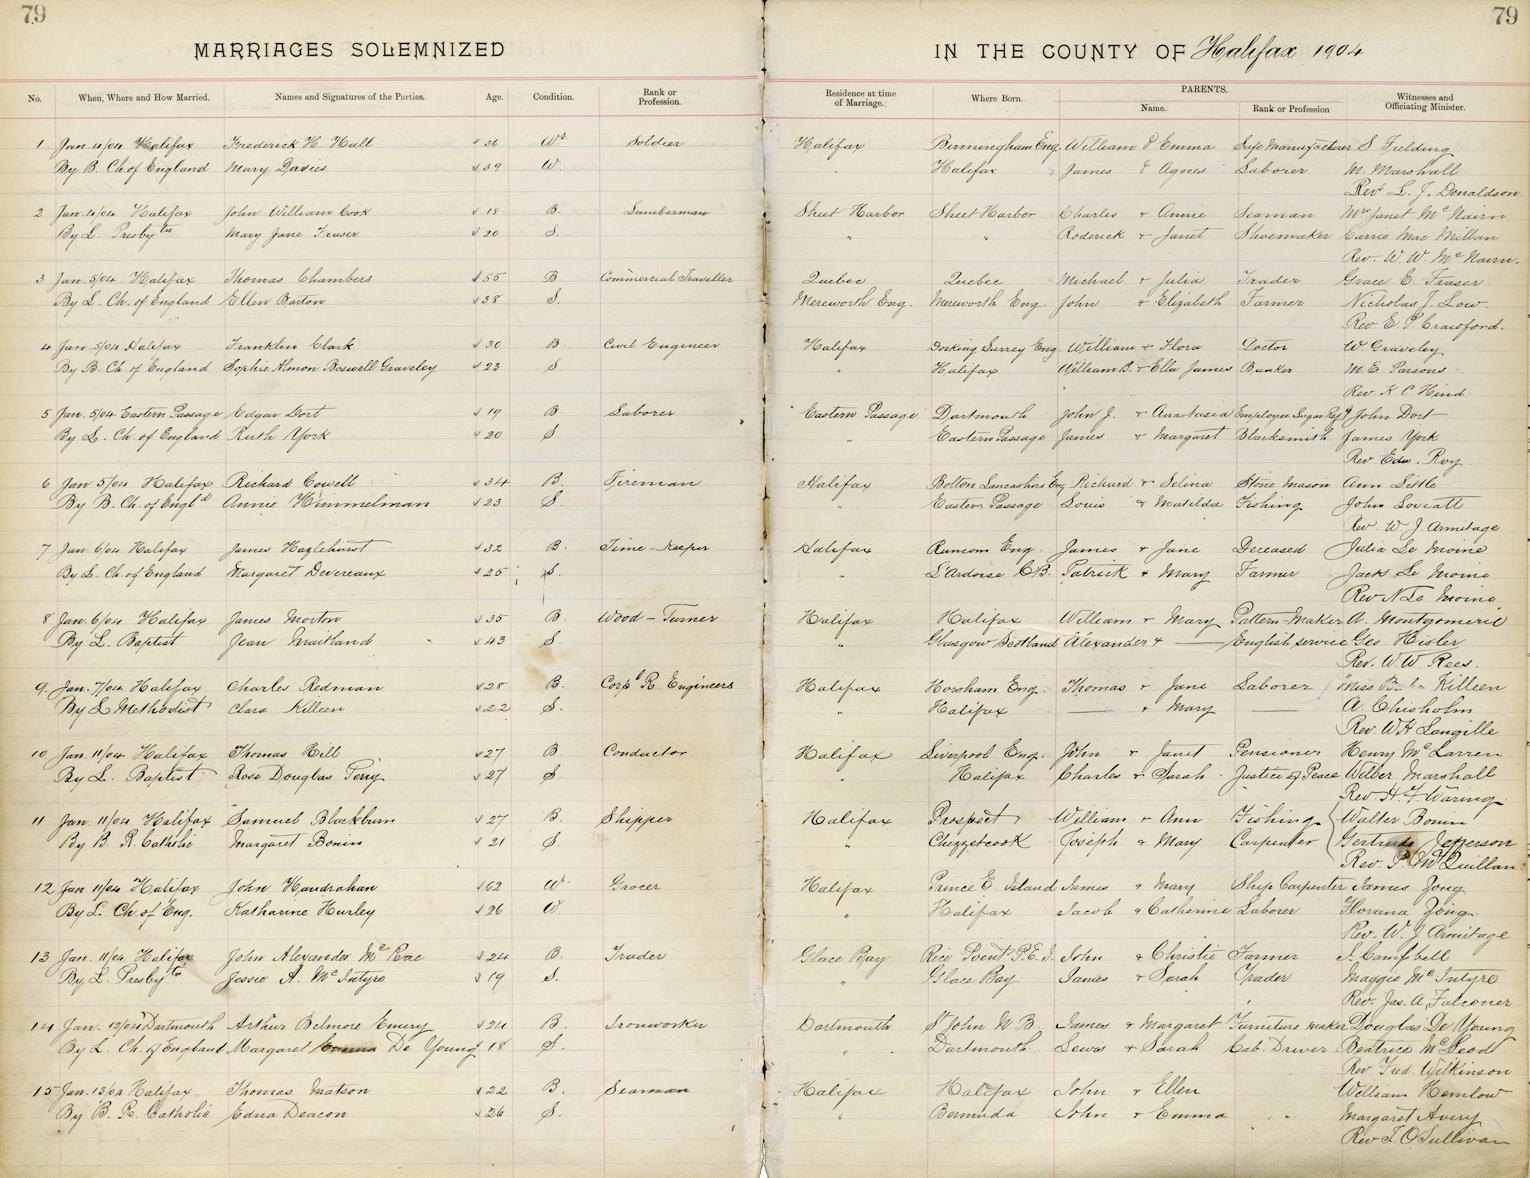 79
79
MARRIAGES SOLEMNIZED
IN THE COUNTY OF Halifax 1904
No. When, Where and How Married. Names and Signatures of the Parties. Age. Condition. Rank or Profession. Residence at time of Marriage. Where Born. PARENTS. Name. Rank or Profession Witnesses and Officiating Minister.
1 Jan. 4/04 Halifax Frederick H. Hall 36 Wr. Soldier Halifax Birmingham Eng. William & Emma Safe Manufacturer S Fielding
By B. Ch of England Mary Davies 39 W. Halifax James & Agnes Laborer M. Marshall
Revd L. J. Donaldson
2 Jan. 4/04 Halifax John William Cook 18 B. Lumberman Sheet Harbor Sheet Harbor Charles & Annie Seaman Mrs Janet McNairn
By L. Presbytn Mary Jane Fraser 20 S. " " Roderick & Janet Shoemaker Carrie Mac Millan
Rev. W. W. McNairn.
3 Jan. 5/04 Halifax Thomas Chambers 55 B Commercial Traveller Quebec Quebec Michael & Julia Trader Grace E. Fraser
By L. Ch. of England Ellen Barton 38 S. Mereworth Eng. Mereworth Eng. John & Elizabeth Farmer Nicholas J. Low
Rev E. P. Crawford.
4 Jan. 5/04 Halifax Franklin Clark 30 B. Civil Engineer Halifax Dorking Surrey Eng. William & Flora Doctor W. Graveley
By B. Ch. of England Sophie Almon Boswell Graveley 23 S. " Halifax William B. & Ella James Banker M. E. Parsons
Rev. K. C. Hind.
5 Jan. 5/04 Eastern Passage Edgar Dort 19 B. Laborer Eastern Passage Dartmouth John J. & Anastasia Employee Sugar Refy John Dort
By L. Ch. of England Ruth York 20 S " Eastern Passage James & Margaret Blacksmith James York
Rev Edw. Roy
6 Jan 5/04 Halifax Richard Cowell 34 B. Fireman Halifax Bolton Lancashire Eng Richard & Selina Stone Mason Ann Little
By B. Ch. of Engld Annie Himmelman 23 S. " Eastern Passage Louis & Matilda Fishing John Lovatt
Rev W. J. Armitage
7 Jan. 6/04 Halifax James Hazlehurst 32 B. Time-Keeper Halifax Runcorn Eng. James & Jane Deceased Julia Le Moine
By L. Ch. of England Margaret Devereaux 25 S. " L'Ardoise C.B. Patrick & Mary Farmer Jack Le Moine
Rev N Le Moine
8 Jan. 6/04 Halifax James Morton 35 B. Wood-Turner Halifax Halifax William & Mary Pattern Maker A. Montgomerie
By L. Baptist Jean Maitland 43 S " Glasgow Scotland Alexander & — English service Geo. Hisler
Rev. W. W Rees.
9 Jan. 7/04 Halifax Charles Redman 28 B. Corpl R. Engineers Halifax Horsham Eng. Thomas & Jane Laborer Miss Killeen
By L Methodist Clara Killeen 22 S. " Halifax — & Mary — A. Chisholm
Rev W H Langille
10 Jan. 11/04 Halifax Thomas Hill 27 B. Conductor Halifax Liverpool Eng. John & Janet Pensioner Henry McLarren
By L. Baptist Rose Douglas Terry 27 S. " Halifax Charles & Sarah Justice of Peace Wilber Marshall
Rev. H. F. Waring
11 Jan. 11/04 Halifax Samuel Blackburn 27 B. Shipper Halifax Prospect William & Ann Fishing Walter Bonin
By B. R. Catholic Margaret Bonin 21 S. " Chezzetcook Joseph & Mary Carpenter Gertrude Jefferson
Rev. P. McQuillan
12 Jan 11/04 Halifax John Handrahan 62 Wr. Grocer Halifax Prince E. Island James & Mary Ship Carpenter James Jong
By L. Ch. of Eng. Katharine Hurley 26 W. " Halifax Jacob & Catherine Laborer Florana Jong
Rev. W. J Armitage
13 Jan. 11/04 Halifax John Alexander McRae 24 B. Trader Glace Bay Rice Point P.E.I. John & Christie Farmer J. Campbell
By L. Presbytn Jessie A. McIntyre 19 S. " Glace Bay James & Sarah Trader Maggie McIntyre
Rev. Jas. A. Falconer
14 Jan. 12/04 Dartmouth Arthur Belmore Emery 24 B. Ironworker Dartmouth St John N B. James & Margaret Furniture maker Douglas De Young
By L. Ch. of England Margaret Emma De Young 18 S. " Dartmouth Lewis & Sarah Cab. Driver Beatrice McLeod
Rev Fred Wilkinson
15 Jan. 13/04 Halifax Thomas Matson 22 B. Seaman Halifax Halifax John & Ellen William Hemlow
By B. R. Catholic Edna Deacon 26 S. " Bermuda John & Emma " Margaret Avery
Rev T. O'Sullivan